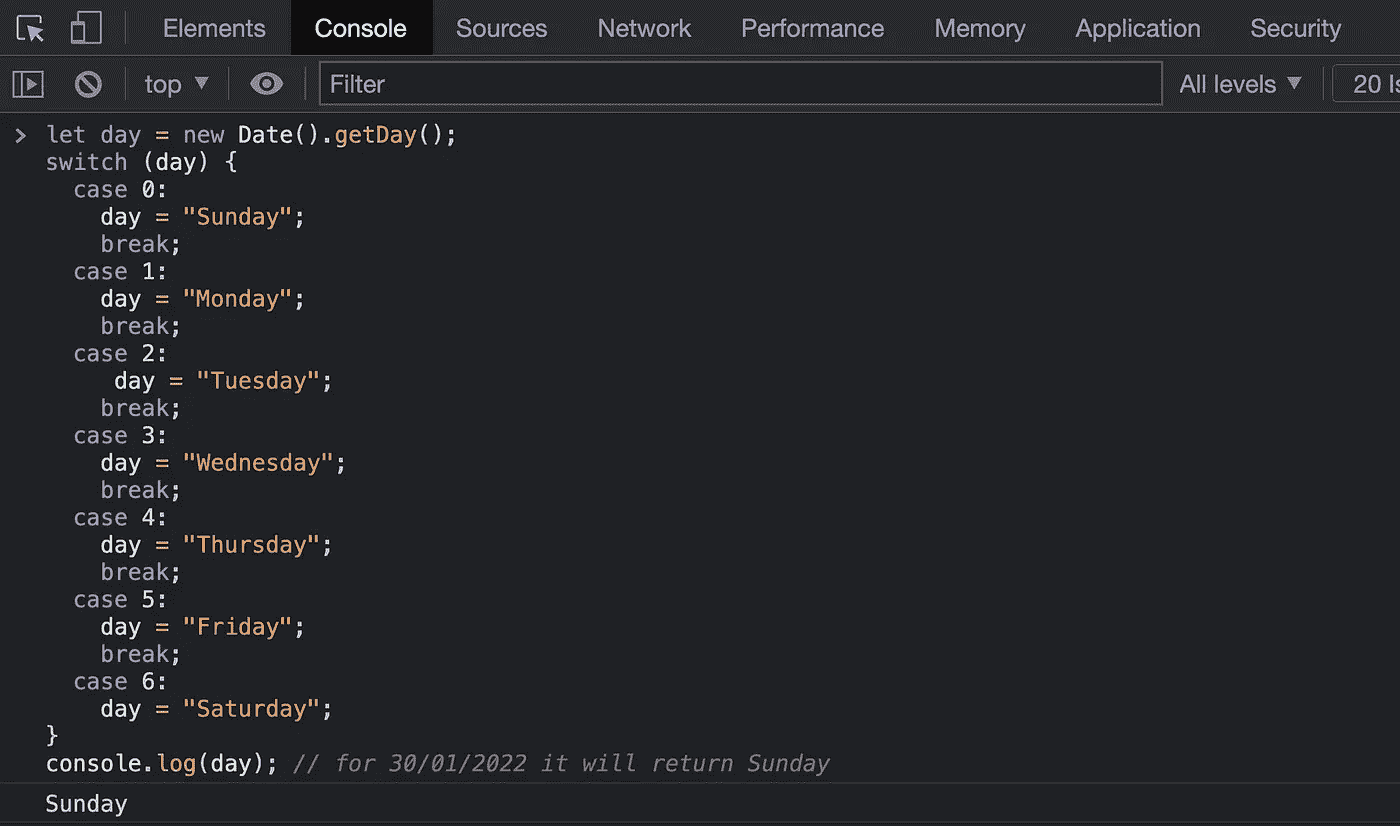 Elements Console Sources Network Performance Memory Application Security
top ▼ Filter All levels ▼ 20
> let day = new Date().getDay();
switch (day) {
  case 0:
    day = "Sunday";
    break;
  case 1:
    day = "Monday";
    break;
  case 2:
     day = "Tuesday";
    break;
  case 3:
    day = "Wednesday";
    break;
  case 4:
    day = "Thursday";
    break;
  case 5:
    day = "Friday";
    break;
  case 6:
    day = "Saturday";
}
console.log(day); // for 30/01/2022 it will return Sunday
Sunday